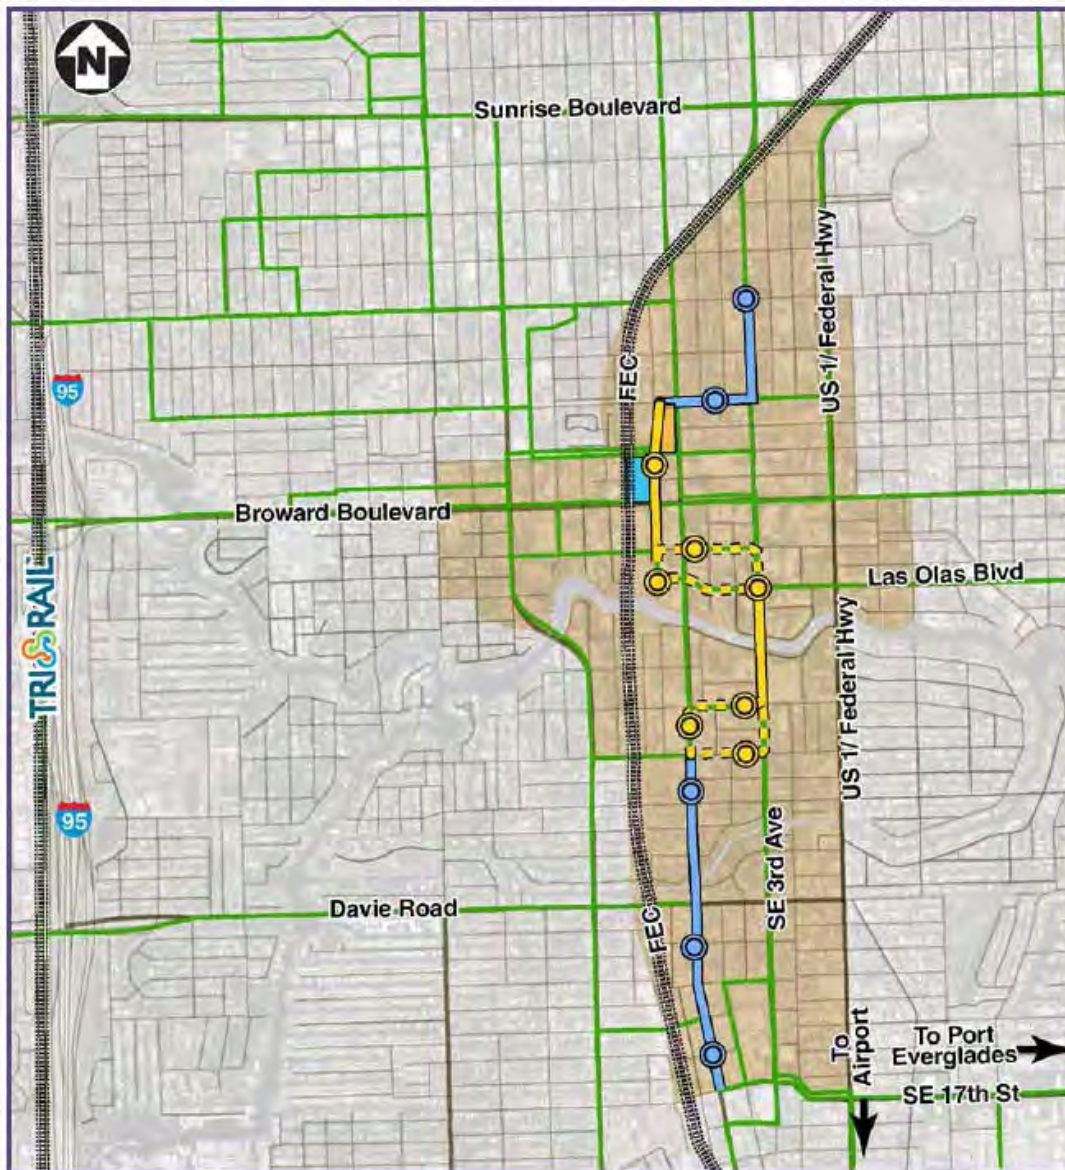 N
Sunrise Boulevard
US 1/ Federal Hwy
FEC
95
Broward Boulevard
TRI RAIL
Las Olas Blvd
US 1/ Federal Hwy
95
SE 3rd Ave
Davie Road
FEC
To
Airport
To Port
Everglades
SE 17th St